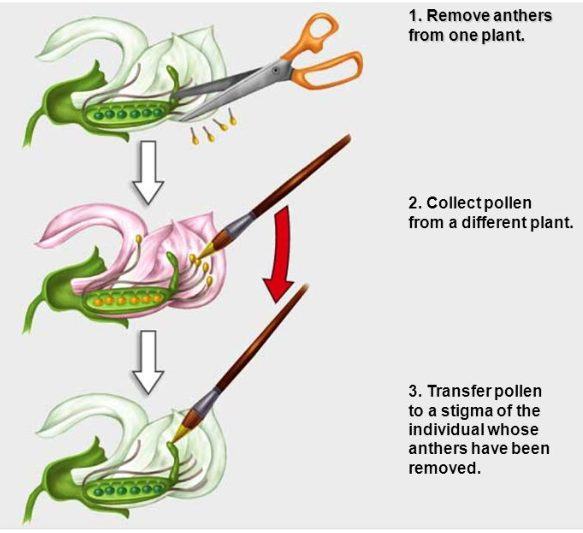 1. Remove anthers
from one plant.
2. Collect pollen
from a different plant.
3. Transfer pollen
to a stigma of the
individual whose
anthers have been
removed.